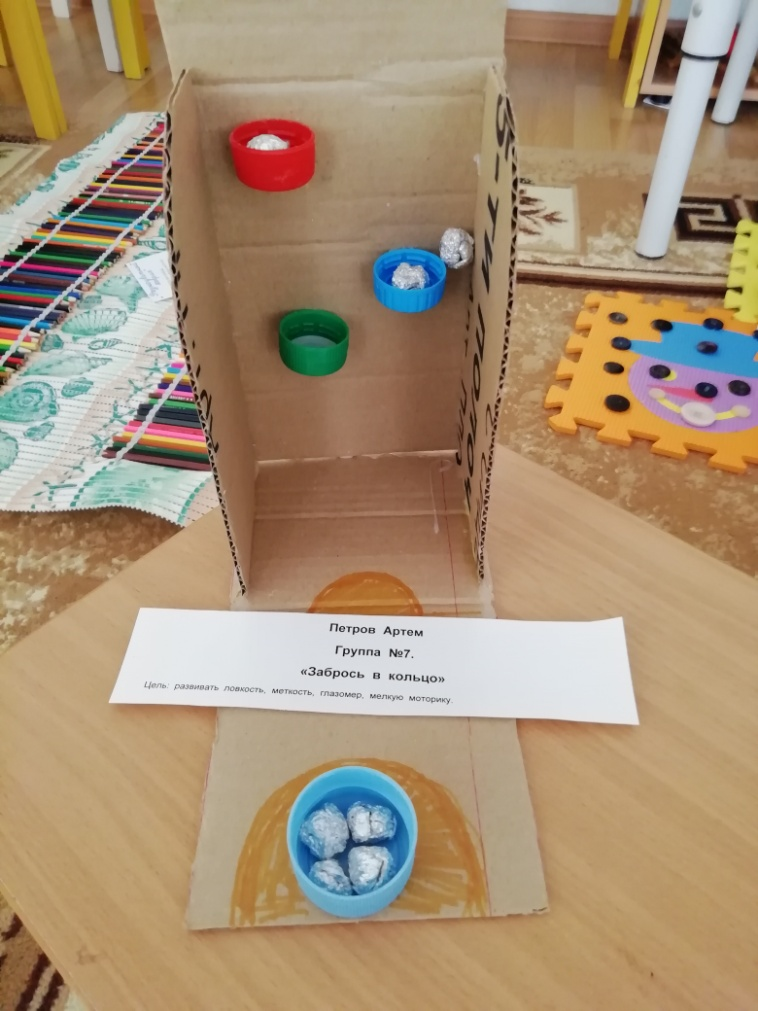 Петров Артем
Группа №7.
«Забрось в кольцо»
Цель: развивать ловкость, меткость, глазомер, мелкую моторику.